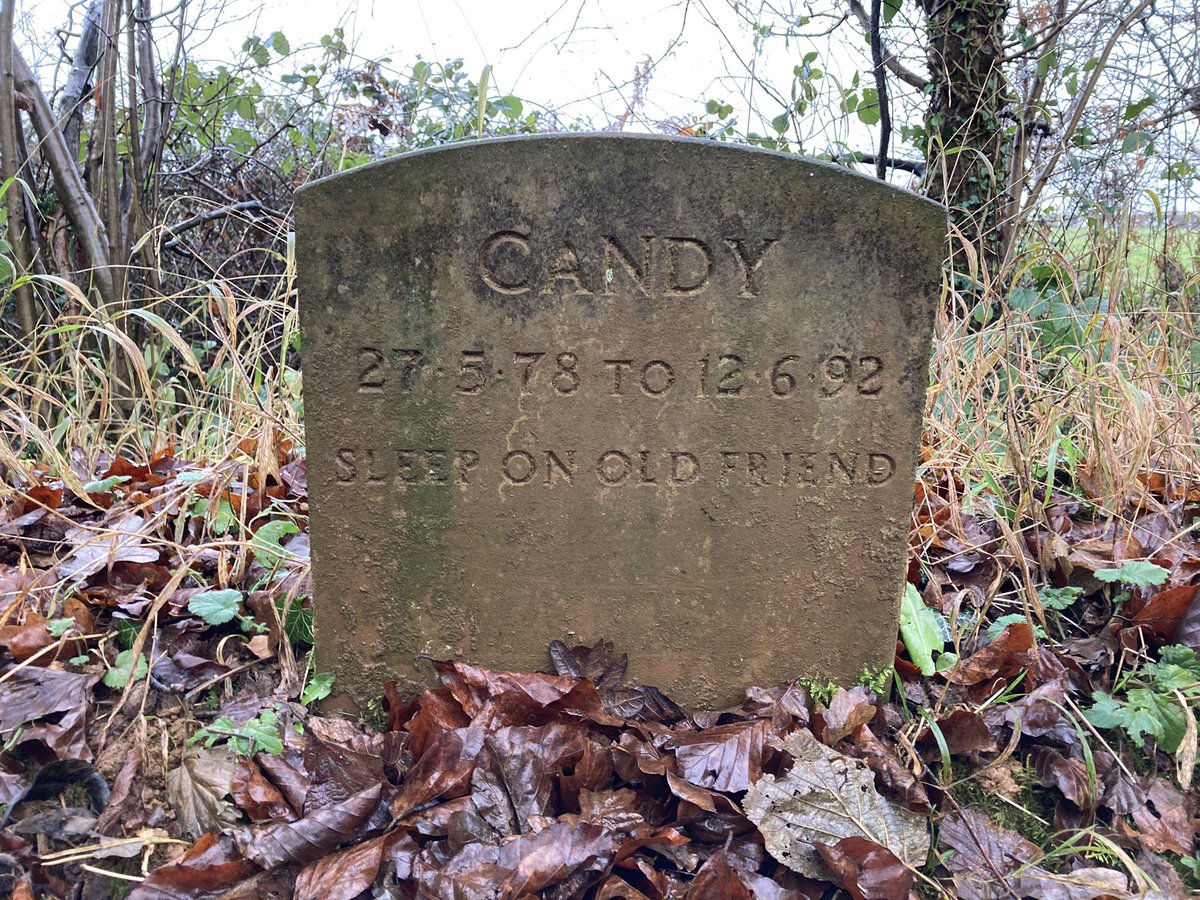 CANDY
27·5·78 TO 12·6·92
SLEEP ON OLD FRIEND